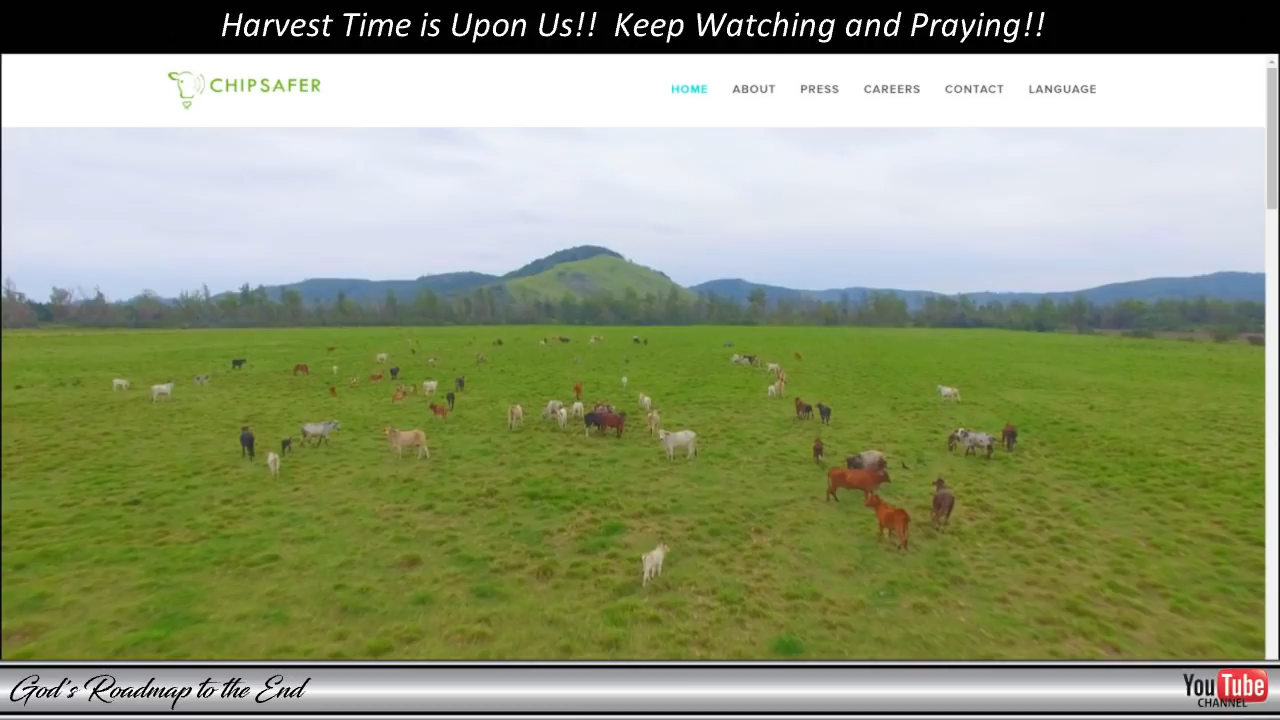 Harvest Time is Upon Us!! Keep Watching and Praying!!
CHIPSAFER
HOME ABOUT PRESS CAREERS CONTACT LANGUAGE
God's Roadmap to the End
YouTube
CHANNEL